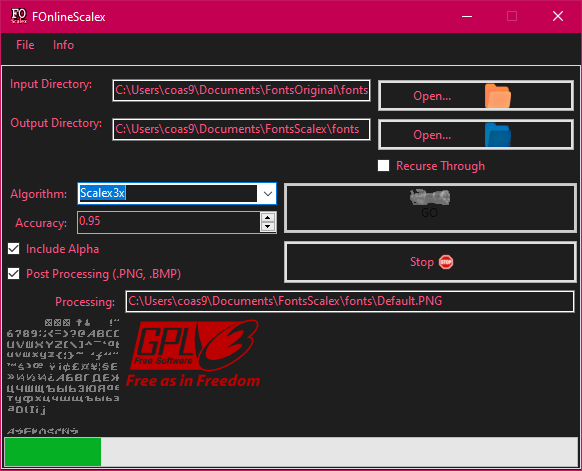 FO
Scalex
FOnlineScalex
File Info
Input Directory: C:\Users\coas9\Documents\FontsOriginal\fonts Open...
Output Directory: C:\Users\coas9\Documents\FontsScalex\fonts Open...
Recurse Through
Algorithm: Scalex3x
GO
Accuracy: 0.95
Include Alpha
Stop STOP
Post Processing (.PNG, .BMP)
Processing: C:\Users\coas9\Documents\FontsScalex\fonts\Default.PNG
GPL v3
Free Software
Free as in Freedom